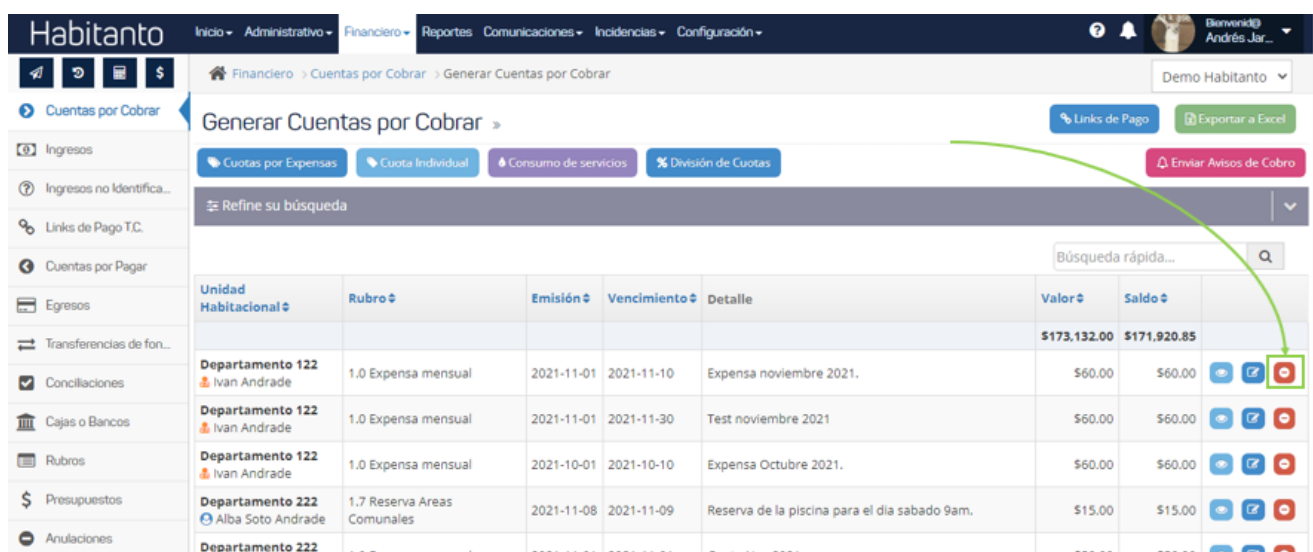 Habitanto
Inicio Administrativo Financiero Reportes Comunicaciones Incidencias Configuración
Bienvenid@
Andrés Jar...
Financiero > Cuentas por Cobrar > Generar Cuentas por Cobrar
Demo Habitanto
Cuentas por Cobrar
Ingresos
Ingresos no Identifica...
Links de Pago T.C.
Cuentas por Pagar
Egresos
Transferencias de fon...
Conciliaciones
Cajas o Bancos
Rubros
Presupuestos
Anulaciones
Generar Cuentas por Cobrar »
Links de Pago
Exportar a Excel
Cuotas por Expensas
Cuota Individual
Consumo de servicios
División de Cuotas
Enviar Avisos de Cobro
Refine su búsqueda
Búsqueda rápida...
Unidad Habitacional Rubro Emisión Vencimiento Detalle Valor Saldo
$173,132.00 $171,920.85
Departamento 122
Ivan Andrade
1.0 Expensa mensual 2021-11-01 2021-11-10 Expensa noviembre 2021. $60.00 $60.00
Departamento 122
Ivan Andrade
1.0 Expensa mensual 2021-11-01 2021-11-30 Test noviembre 2021 $60.00 $60.00
Departamento 122
Ivan Andrade
1.0 Expensa mensual 2021-10-01 2021-10-10 Expensa Octubre 2021. $60.00 $60.00
Departamento 222
Alba Soto Andrade
1.7 Reserva Areas
Comunales
2021-11-08 2021-11-09 Reserva de la piscina para el dia sabado 9am. $15.00 $15.00
Departamento 222